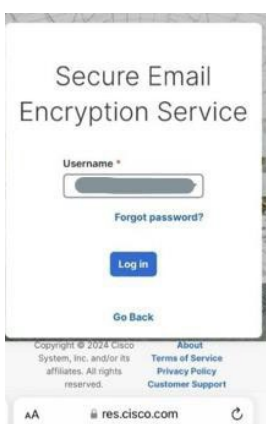 Secure Email
Encryption Service
Username *
Forgot password?
Log in
Go Back
Copyright © 2024 Cisco
System, Inc. and/or its
affiliates. All rights
reserved.
About
Terms of Service
Privacy Policy
Customer Support
AA
res.cisco.com